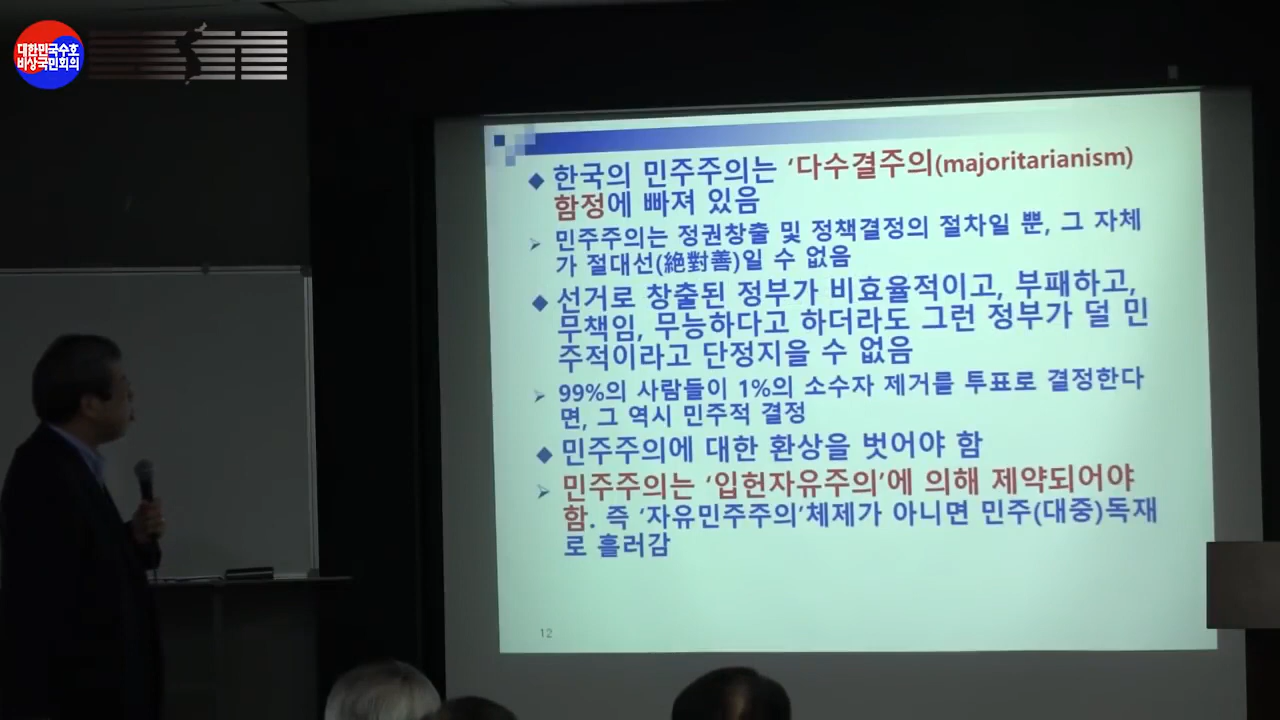 대한민국수호
비상국민회의
한국의 민주주의는 ‘다수결주의(majoritarianism)
함정에 빠져 있음
민주주의는 정권창출 및 정책결정의 절차일 뿐, 그 자체
가 절대선(絶對善)일 수 없음
선거로 창출된 정부가 비효율적이고, 부패하고,
무책임, 무능하다고 하더라도 그런 정부가 덜 민
주적이라고 단정지을 수 없음
99%의 사람들이 1%의 소수자 제거를 투표로 결정한다
면, 그 역시 민주적 결정
민주주의에 대한 환상을 벗어야 함
민주주의는 ‘입헌자유주의’에 의해 제약되어야
함. 즉 ‘자유민주주의’체제가 아니면 민주(대중)독재
로 흘러감
12